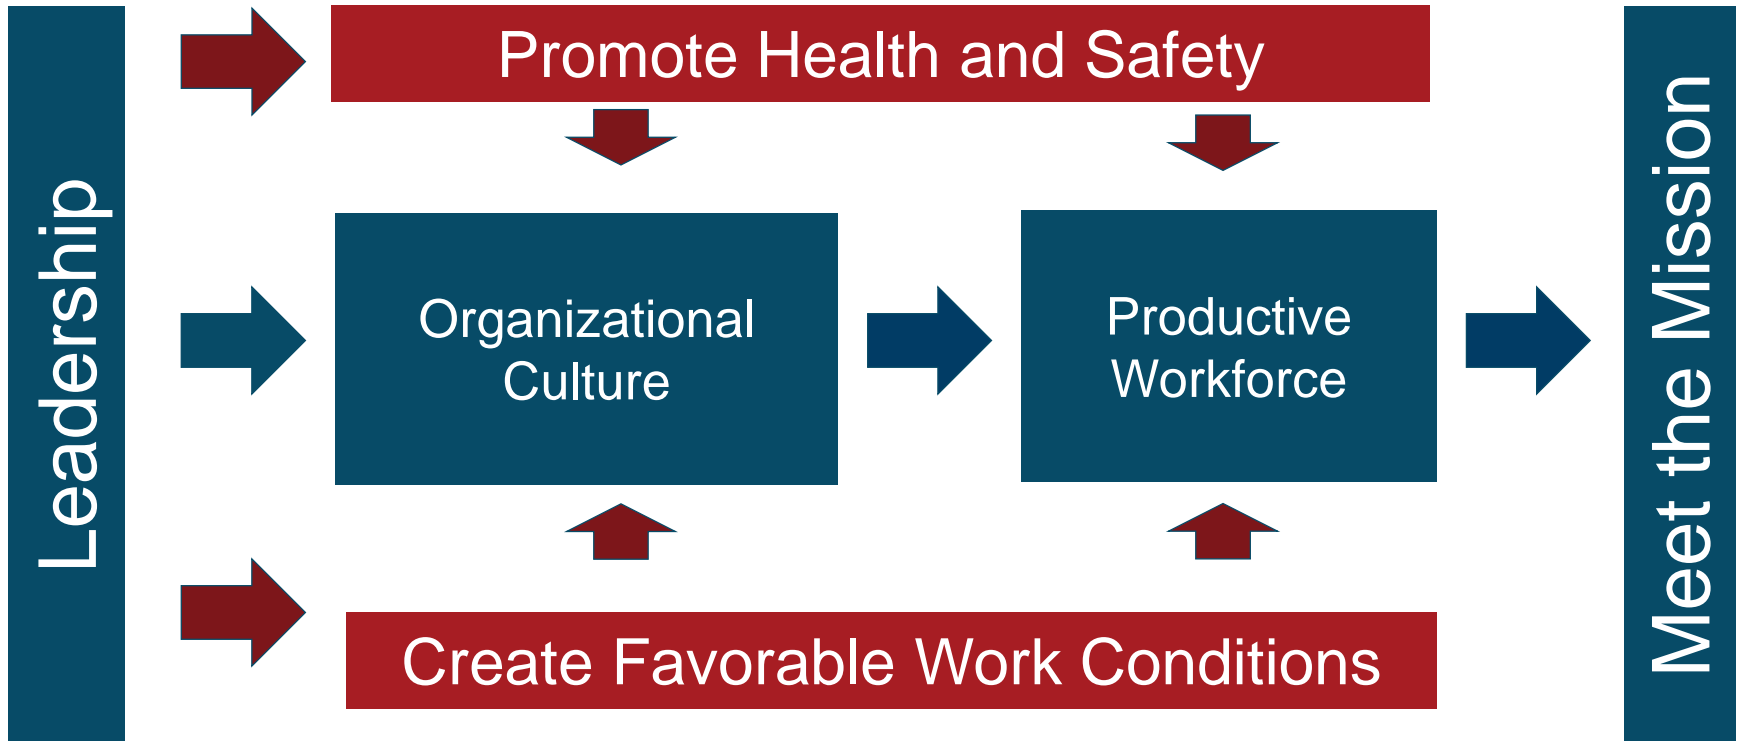 Leadership
Promote Health and Safety
Organizational
Culture
Productive
Workforce
Create Favorable Work Conditions
Meet the Mission